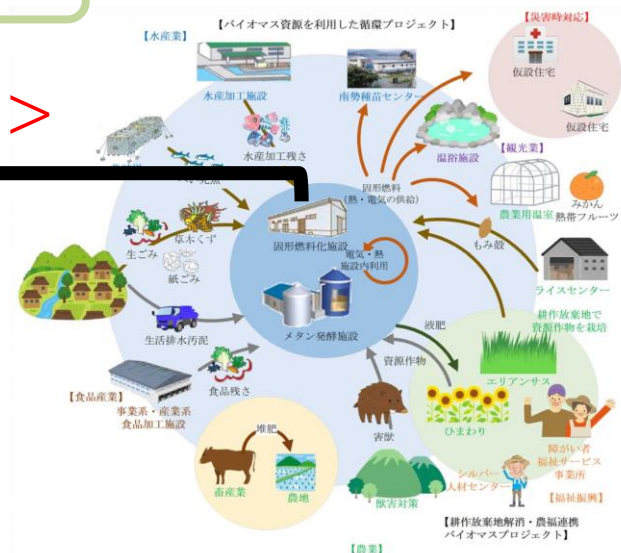 【災害時対応】
【バイオマス資源を利用した循環プロジェクト】
【水産業】
仮設住宅
仮設住宅
水産加工施設
南勢種苗センター
>
水産加工残さ
温浴施設
【観光業】
固形燃料
(熱・電気の供給)
農業用温室
みかん
熱帯フルーツ
生ごみ
草木くず
紙ごみ
固形燃料化施設
電気・熱
施設内利用
もみ殻
ライスセンター
耕作放棄地で
資源作物を栽培
生活排水汚泥
メタン発酵施設
液肥
資源作物
エリアンサス
【食品産業】
事業系・産業系
食品加工施設
食品残さ
害獣
ひまわり
障がい者
福祉サービス
事業所
堆肥
畜産業
農地
獣害対策
シルバー
人材センター
【福祉振興】
【耕作放棄地解消・農福連携
バイオマスプロジェクト】
【農業】